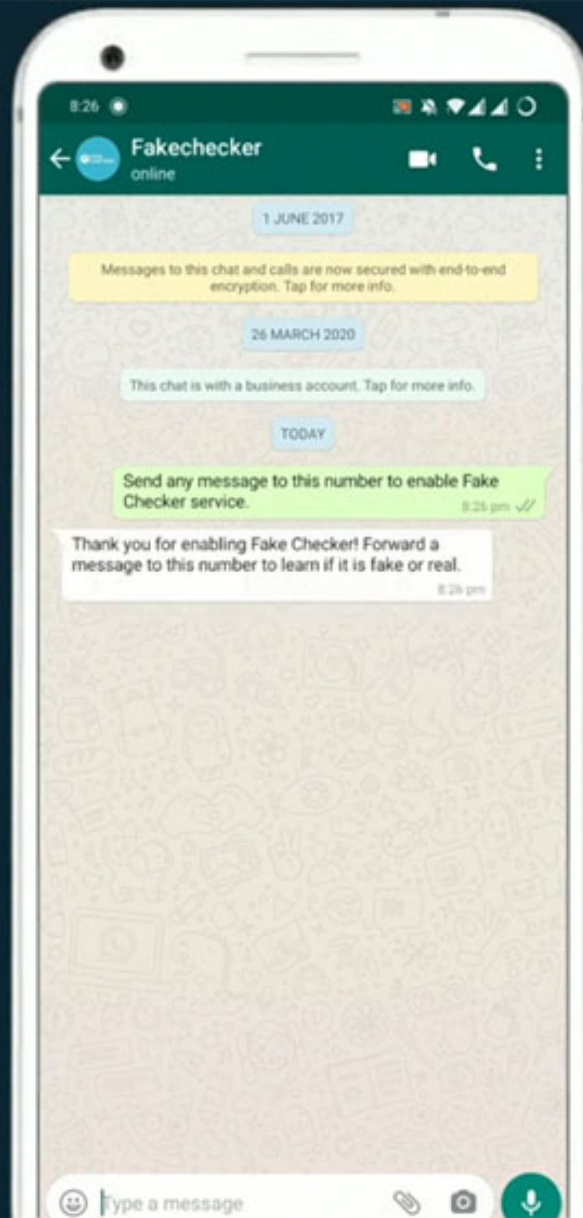 8:26
Fakechecker
online
1 JUNE 2017
Messages to this chat and calls are now secured with end-to-end
encryption. Tap for more info.
26 MARCH 2020
This chat is with a business account. Tap for more info.
TODAY
Send any message to this number to enable Fake
Checker service.
8:26 pm
Thank you for enabling Fake Checker! Forward a
message to this number to learn if it is fake or real.
8:26 pm
Type a message